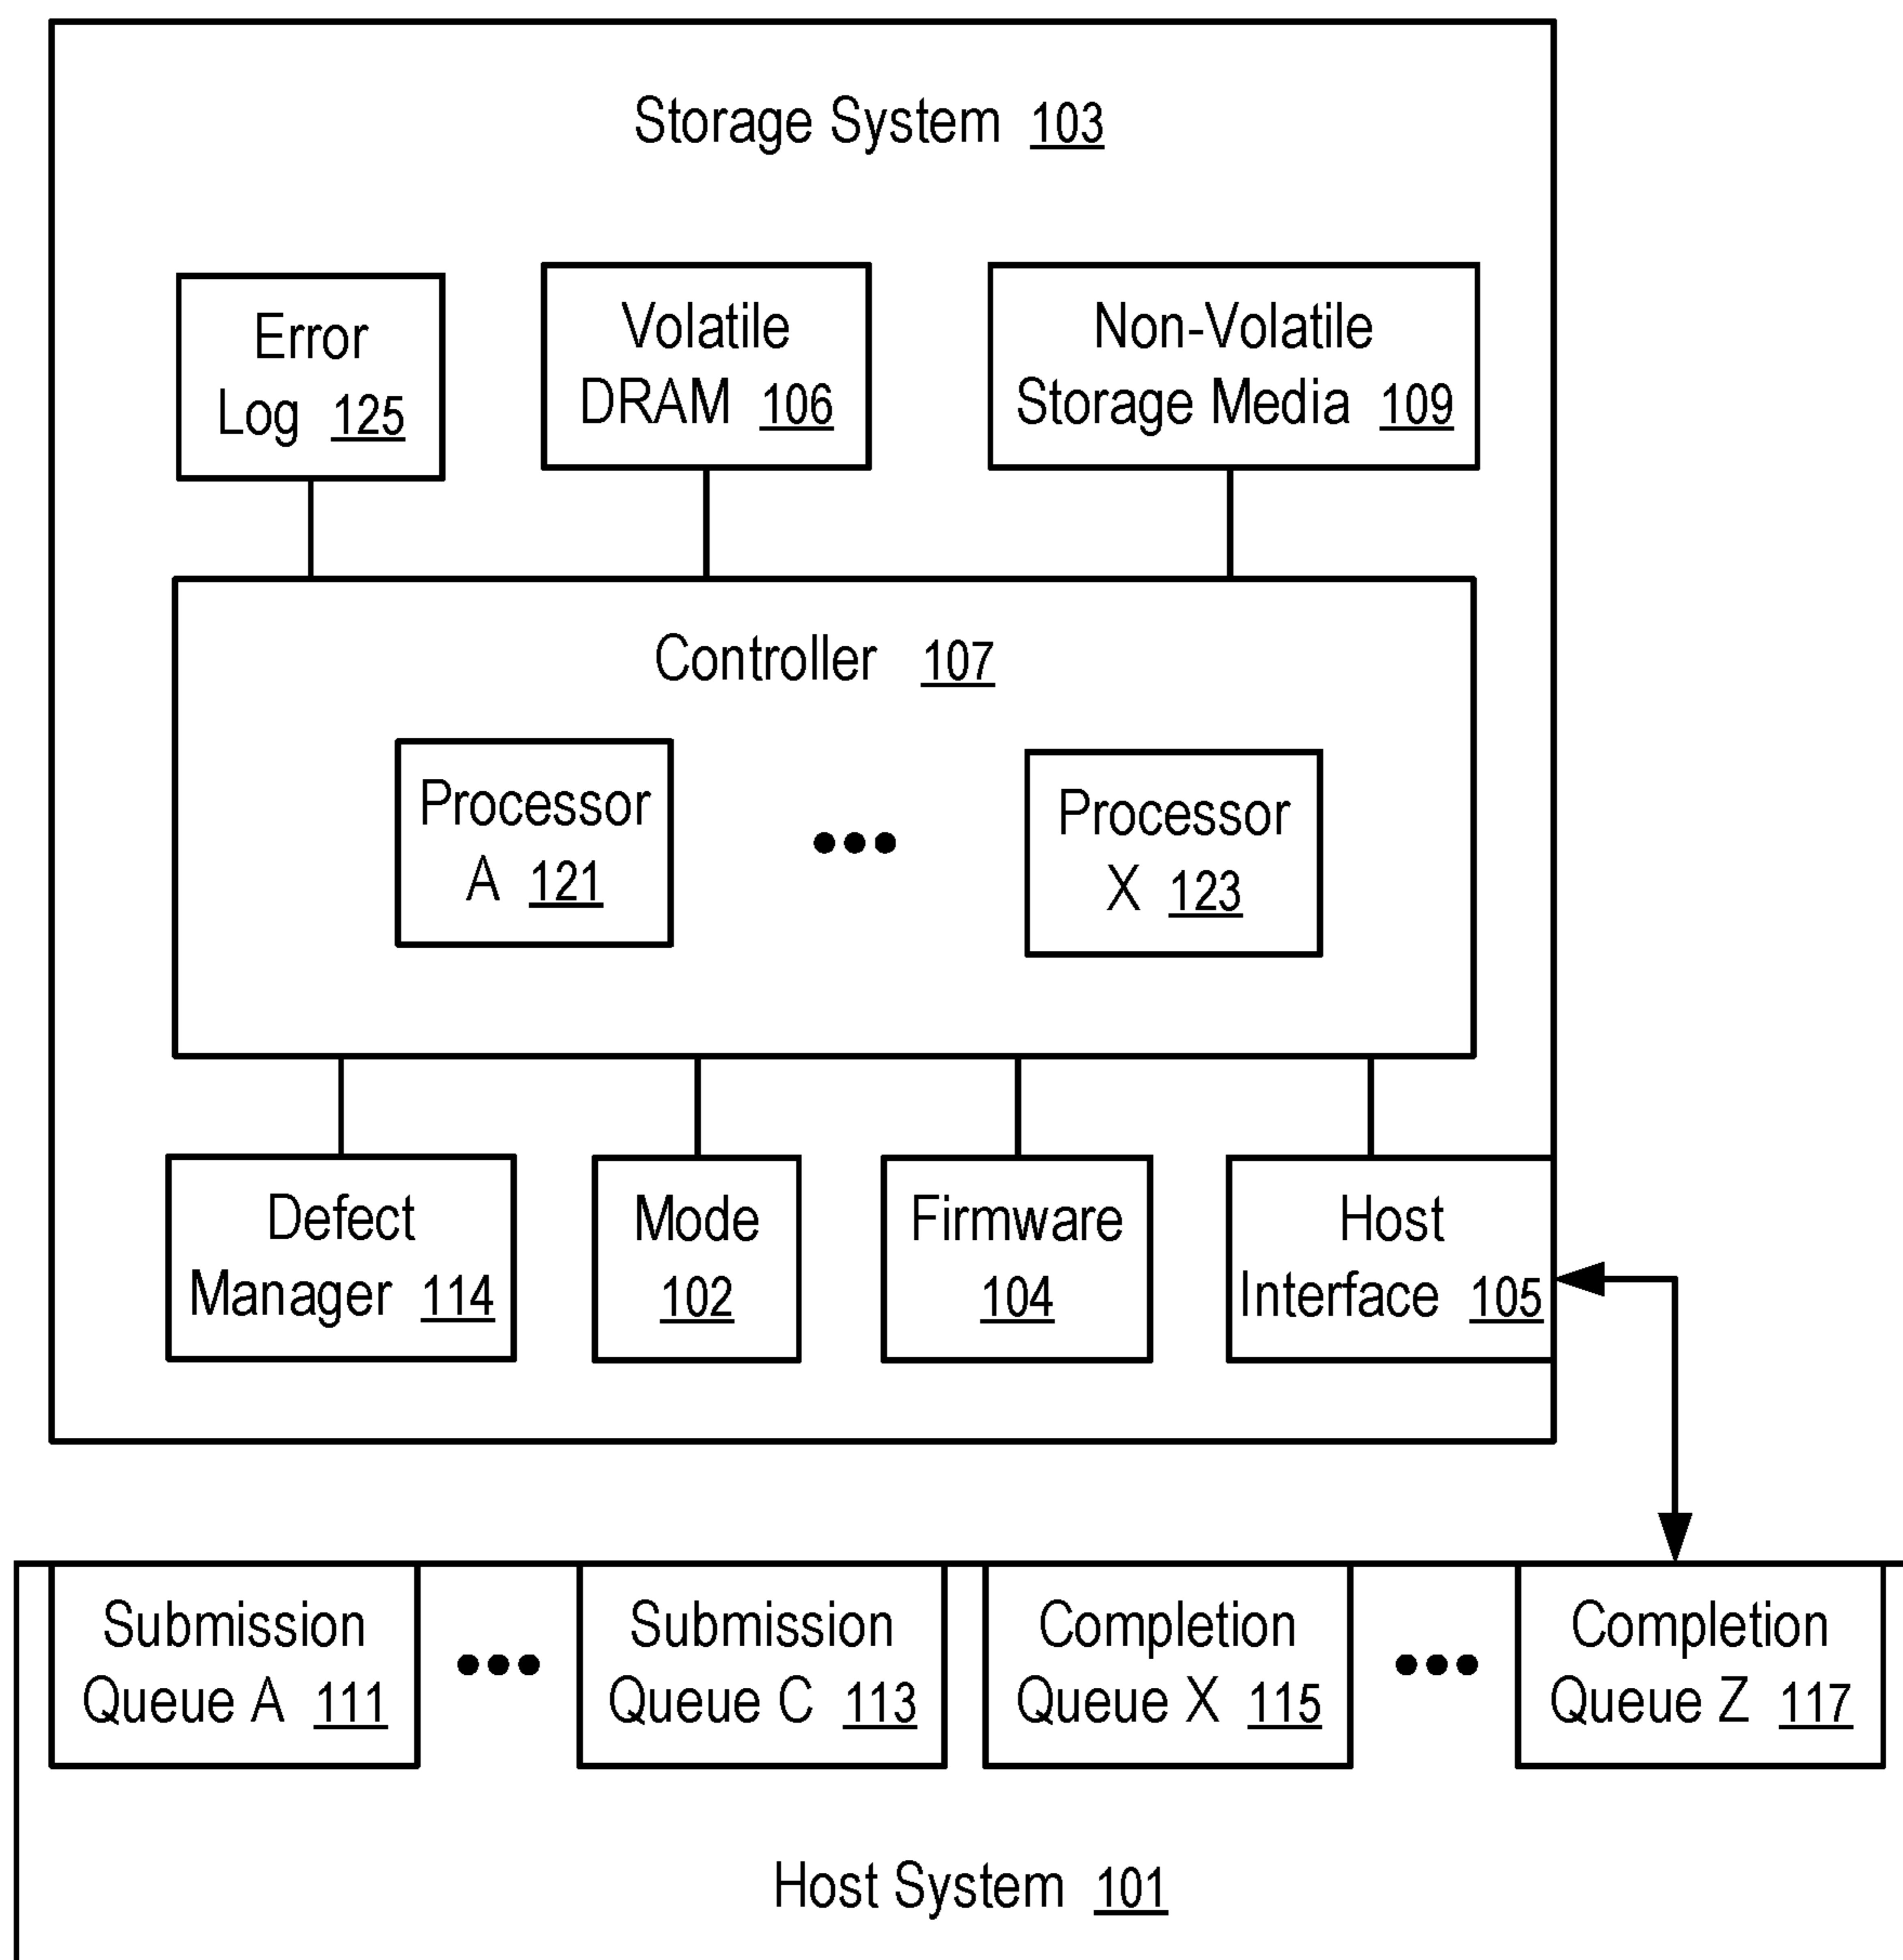 Storage System 103
Error
Log 125
Volatile
DRAM 106
Non-Volatile
Storage Media 109
Controller 107
Processor
A 121
Processor
X 123
Defect
Manager 114
Mode
102
Firmware
104
Host
Interface 105
Submission
Queue A 111
Submission
Queue C 113
Completion
Queue X 115
Completion
Queue Z 117
Host System 101